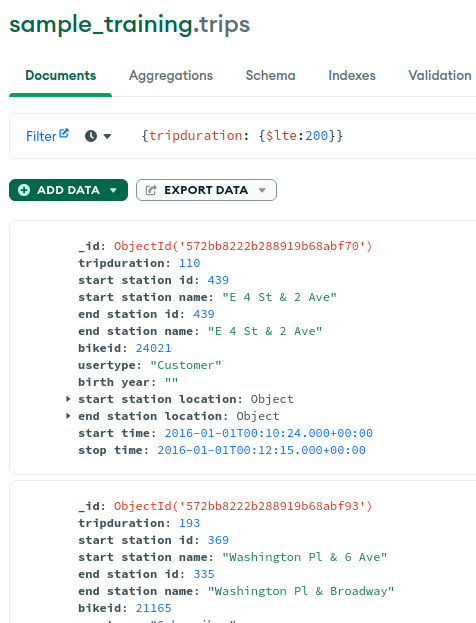 sample_training.trips
Documents Aggregations Schema Indexes Validation
Filter {tripduration: {$lte:200}}
ADD DATA EXPORT DATA
_id: ObjectId('572bb8222b288919b68abf70')
tripduration: 110
start station id: 439
start station name: "E 4 St & 2 Ave"
end station id: 439
end station name: "E 4 St & 2 Ave"
bikeid: 24021
usertype: "Customer"
birth year: ""
start station location: Object
end station location: Object
start time: 2016-01-01T00:10:24.000+00:00
stop time: 2016-01-01T00:12:15.000+00:00
_id: ObjectId('572bb8222b288919b68abf93')
tripduration: 193
start station id: 369
start station name: "Washington Pl & 6 Ave"
end station id: 335
end station name: "Washington Pl & Broadway"
bikeid: 21165